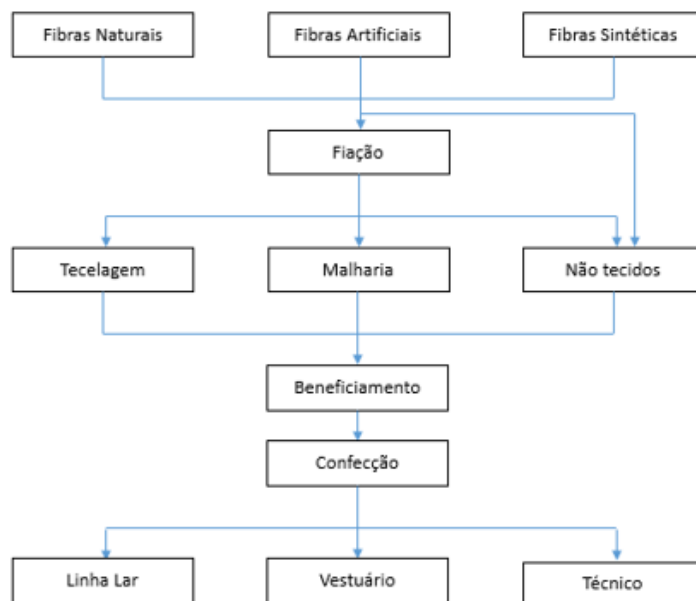 Fibras Naturais
Fibras Artificiais
Fibras Sintéticas
Fiação
Tecelagem
Malharia
Não tecidos
Beneficiamento
Confecção
Linha Lar
Vestuário
Técnico